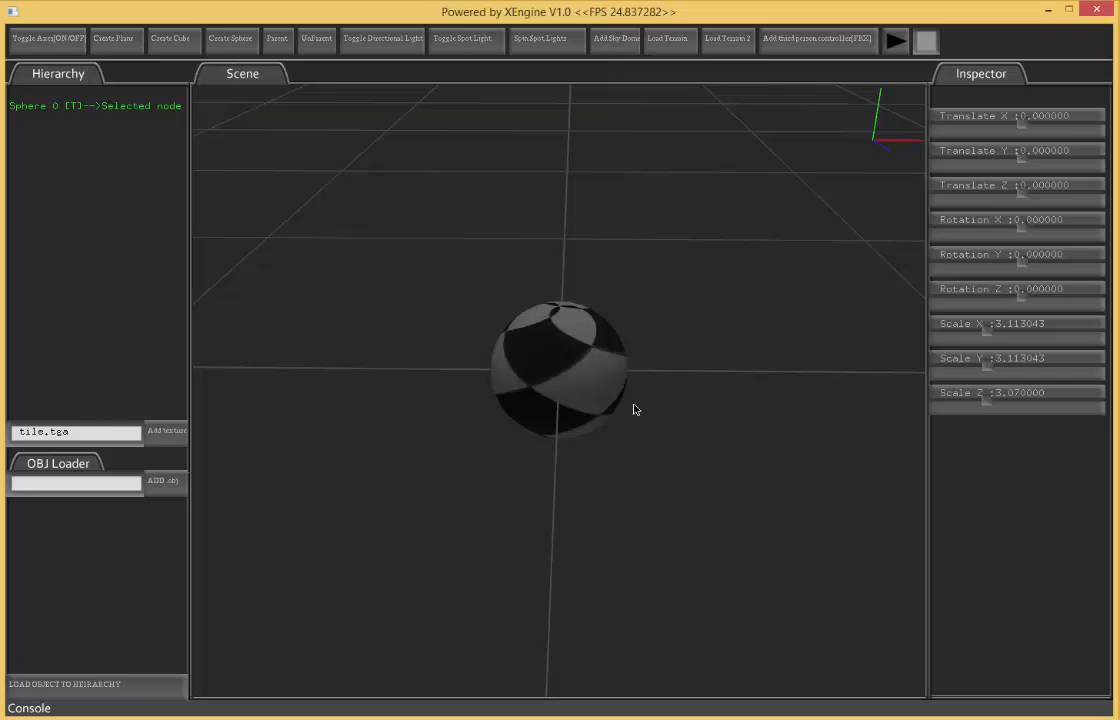 Powered by XEngine V1.0 <<FPS 24.837282>>
Toggle Axes[ON/OFF] Create Plane Create Cube Create Sphere Parent UnParent Toggle Directional Light Toggle Spot Light Spin Spot Lights Add Sky Dome Load Terrain Load Terrain 2 Add third person controller[FBX]
Hierarchy Scene Inspector
Sphere 0 [T]-->Selected node
Translate X :0.000000
Translate Y :0.000000
Translate Z :0.000000
Rotation X :0.000000
Rotation Y :0.000000
Rotation Z :0.000000
Scale X :3.113043
Scale Y :3.113043
Scale Z :3.070000
tile.tga Add texture
OBJ Loader
ADD .obj
LOAD OBJECT TO HEIRARCHY
Console